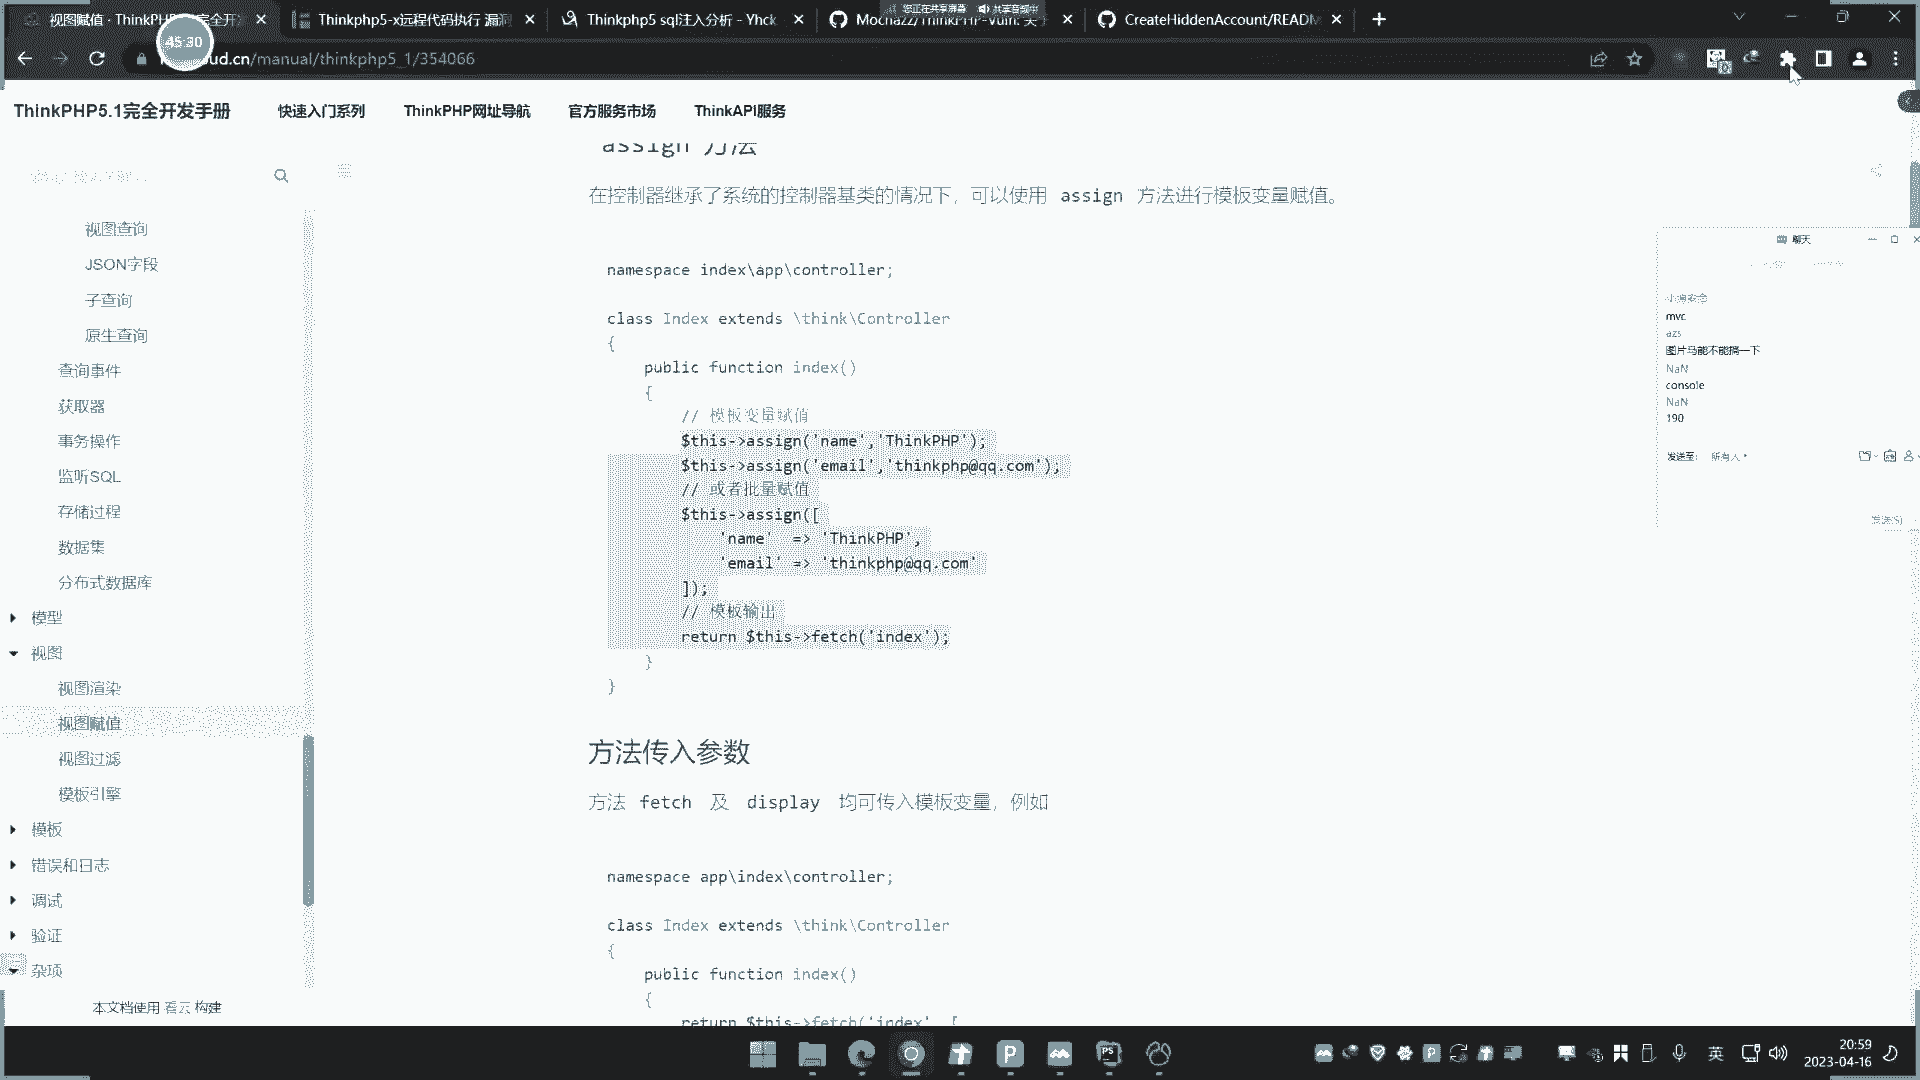 您正在共享屏幕 共享音频中
视图赋值 · ThinkPH 完全开
Thinkphp5-x远程代码执行 漏洞
Thinkphp5 sql注入分析 - Yhck
CreateHiddenAccount/READM
45:30
ud.cn/manual/thinkphp5_1/354066
ThinkPHP5.1完全开发手册 快速入门系列 ThinkPHP网址导航 官方服务市场 ThinkAPI服务
视图查询
JSON字段
子查询
原生查询
查询事件
获取器
事务操作
监听SQL
存储过程
数据集
分布式数据库
模型
视图
视图渲染
视图赋值
视图过滤
模板引擎
模板
错误和日志
调试
验证
杂项
本文档使用 看云 构建
assign 方法
在控制器继承了系统的控制器基类的情况下，可以使用 assign 方法进行模板变量赋值。
namespace index\app\controller;
class Index extends \think\Controller
{
public function index()
{
// 模板变量赋值
$this->assign('name','ThinkPHP');
$this->assign('email','thinkphp@qq.com');
// 或者批量赋值
$this->assign([
'name' => 'ThinkPHP',
'email' => 'thinkphp@qq.com'
]);
// 模板输出
return $this->fetch('index');
}
}
方法传入参数
方法 fetch 及 display 均可传入模板变量，例如
namespace app\index\controller;
class Index extends \think\Controller
{
public function index()
{
return $this->fetch('index', [
聊天
mvc
azs
图片马能不能搞一下
NaN
console
NaN
190
发送至： 所有人
发送(S)
英
20:59
2023-04-16